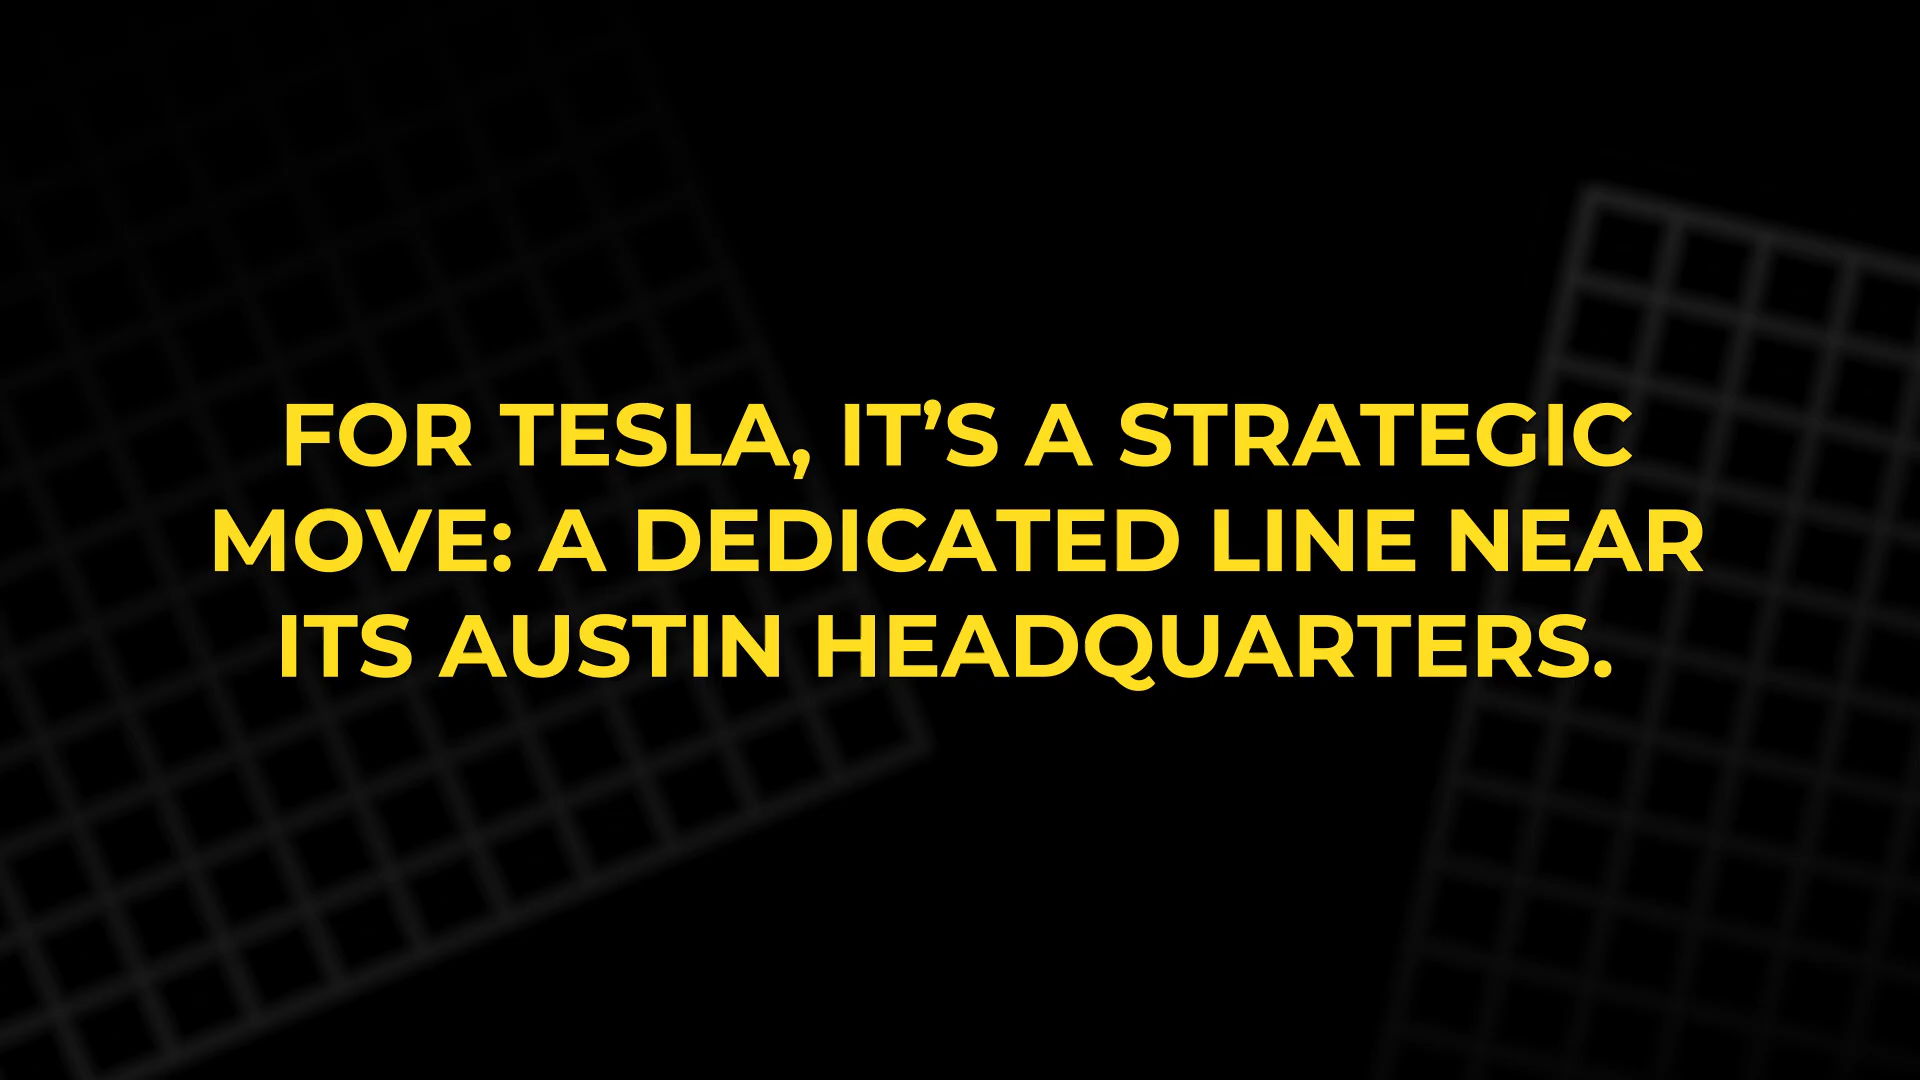 FOR TESLA, IT’S A STRATEGIC
MOVE: A DEDICATED LINE NEAR
ITS AUSTIN HEADQUARTERS.